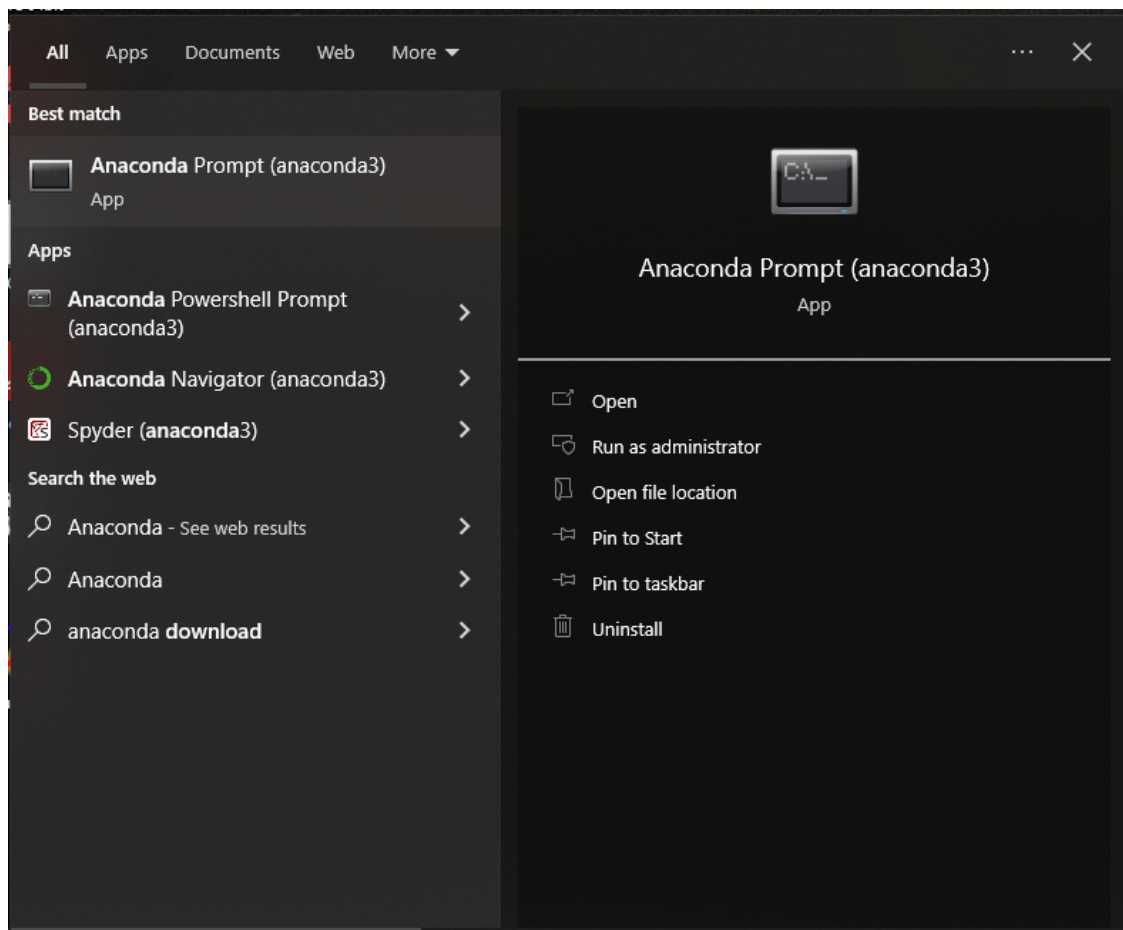 All Apps Documents Web More
Best match
Anaconda Prompt (anaconda3)
App
Apps
Anaconda Powershell Prompt
(anaconda3)
Anaconda Navigator (anaconda3)
Spyder (anaconda3)
Search the web
Anaconda - See web results
Anaconda
anaconda download
C:\_
Anaconda Prompt (anaconda3)
App
Open
Run as administrator
Open file location
Pin to Start
Pin to taskbar
Uninstall